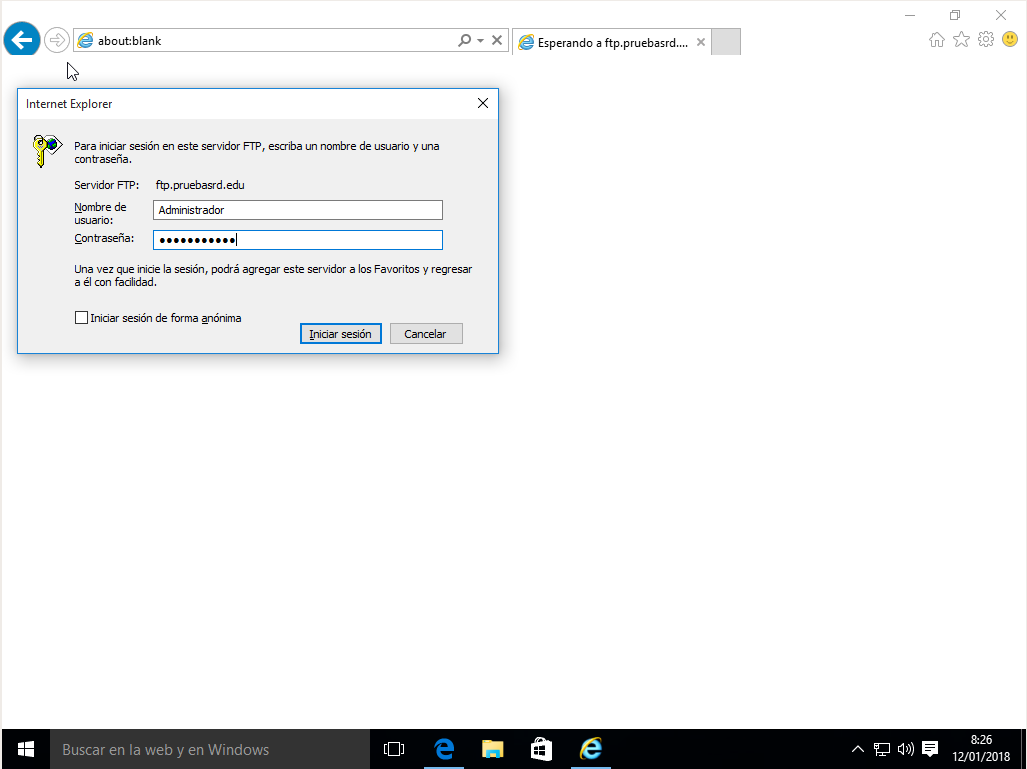 about:blank
Esperando a ftp.pruebasrd....
Internet Explorer
Para iniciar sesión en este servidor FTP, escriba un nombre de usuario y una
contraseña.
Servidor FTP: ftp.pruebasrd.edu
Nombre de
usuario:
Administrador
Contraseña: ●●●●●●●●●●●
Una vez que inicie la sesión, podrá agregar este servidor a los Favoritos y regresar
a él con facilidad.
Iniciar sesión de forma anónima
Iniciar sesión Cancelar
Buscar en la web y en Windows
8:26
12/01/2018